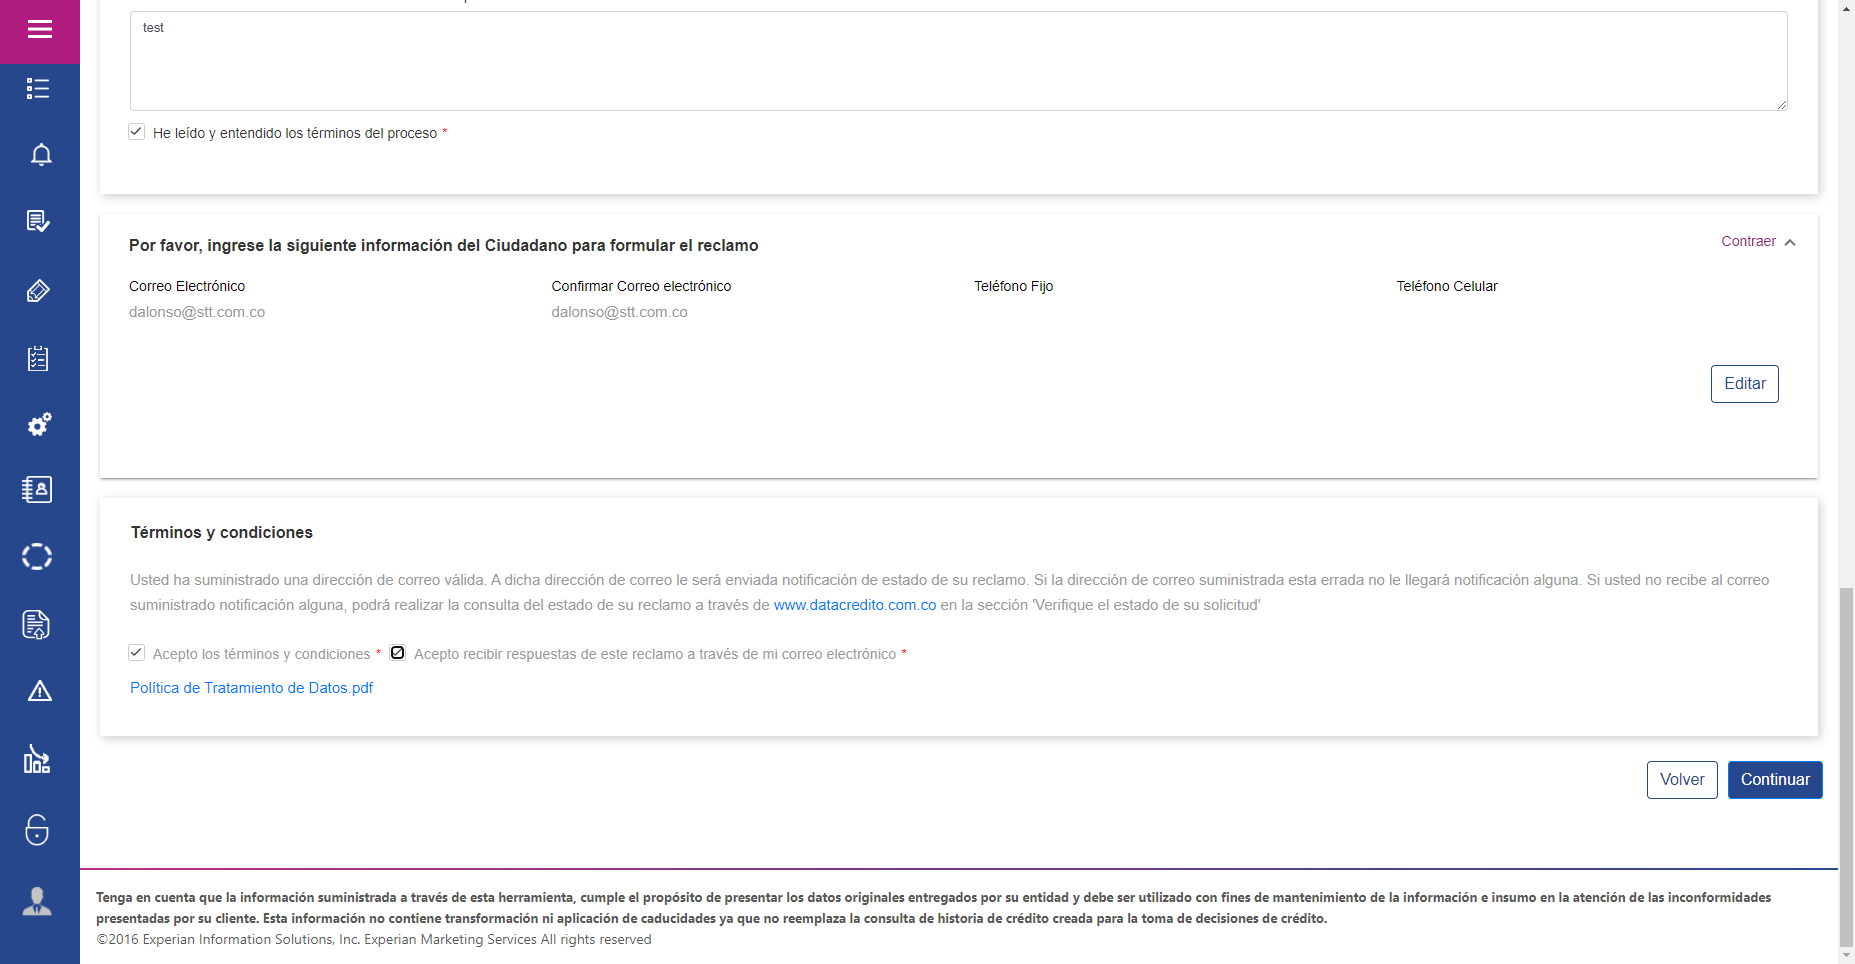 test
He leído y entendido los términos del proceso *
Por favor, ingrese la siguiente información del Ciudadano para formular el reclamo
Contraer
Correo Electrónico
Confirmar Correo electrónico
Teléfono Fijo
Teléfono Celular
dalonso@stt.com.co
dalonso@stt.com.co
Editar
Términos y condiciones
Usted ha suministrado una dirección de correo válida. A dicha dirección de correo le será enviada notificación de estado de su reclamo. Si la dirección de correo suministrada esta errada no le llegará notificación alguna. Si usted no recibe al correo
suministrado notificación alguna, podrá realizar la consulta del estado de su reclamo a través de www.datacredito.com.co en la sección 'Verifique el estado de su solicitud'
Acepto los términos y condiciones * Acepto recibir respuestas de este reclamo a través de mi correo electrónico *
Política de Tratamiento de Datos.pdf
Volver
Continuar
Tenga en cuenta que la información suministrada a través de esta herramienta, cumple el propósito de presentar los datos originales entregados por su entidad y debe ser utilizado con fines de mantenimiento de la información e insumo en la atención de las inconformidades
presentadas por su cliente. Esta información no contiene transformación ni aplicación de caducidades ya que no reemplaza la consulta de historia de crédito creada para la toma de decisiones de crédito.
©2016 Experian Information Solutions, Inc. Experian Marketing Services All rights reserved